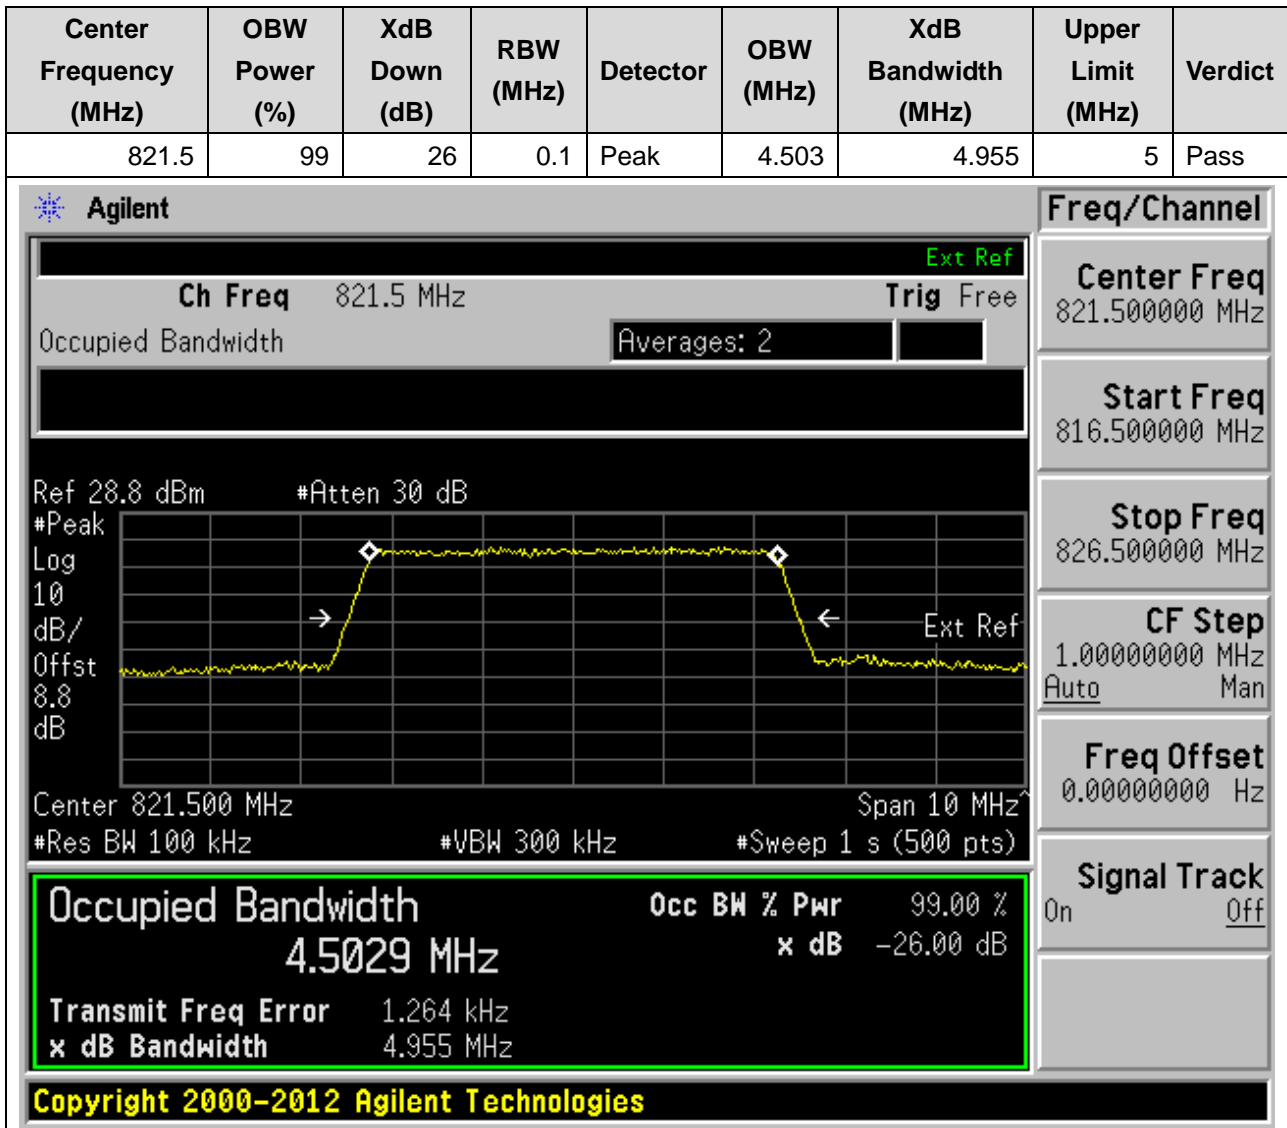 Center Frequency (MHz) OBW Power (%) XdB Down (dB) RBW (MHz) Detector OBW (MHz) XdB Bandwidth (MHz) Upper Limit (MHz) Verdict
821.5 99 26 0.1 Peak 4.503 4.955 5 Pass
Agilent
Freq/Channel
Ext Ref
Ch Freq 821.5 MHz Trig Free
Occupied Bandwidth Averages: 2
Center Freq
821.500000 MHz
Start Freq
816.500000 MHz
Stop Freq
826.500000 MHz
CF Step
1.00000000 MHz
Auto Man
Freq Offset
0.00000000 Hz
Signal Track
On Off
Ref 28.8 dBm #Atten 30 dB
#Peak
Log
10
dB/
Offst
8.8
dB
Ext Ref
Center 821.500 MHz Span 10 MHz^
#Res BW 100 kHz #VBW 300 kHz #Sweep 1 s (500 pts)
Occupied Bandwidth
4.5029 MHz
Occ BW % Pwr 99.00 %
x dB -26.00 dB
Transmit Freq Error 1.264 kHz
x dB Bandwidth 4.955 MHz
Copyright 2000-2012 Agilent Technologies